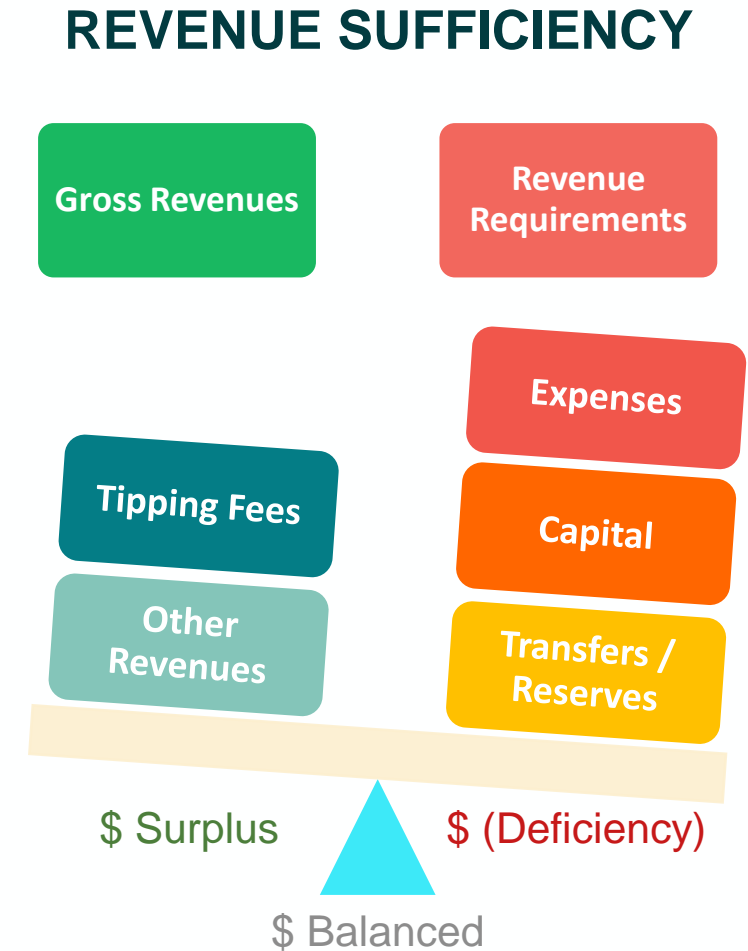 REVENUE SUFFICIENCY
Gross Revenues
Revenue
Requirements
Tipping Fees
Other
Revenues
Expenses
Capital
Transfers /
Reserves
$ Surplus
$ (Deficiency)
$ Balanced